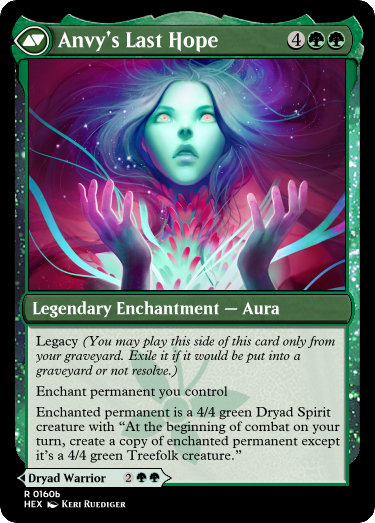 Anvy's Last Hope 4
Legendary Enchantment — Aura
Legacy (You may play this side of this card only from
your graveyard. Exile it if it would be put into a
graveyard or not resolve.)
Enchant permanent you control
Enchanted permanent is a 4/4 green Dryad Spirit
creature with “At the beginning of combat on your
turn, create a copy of enchanted permanent except
it's a 4/4 green Treefolk creature.”
Dryad Warrior 2
R 0160b
HEX Keri Ruediger